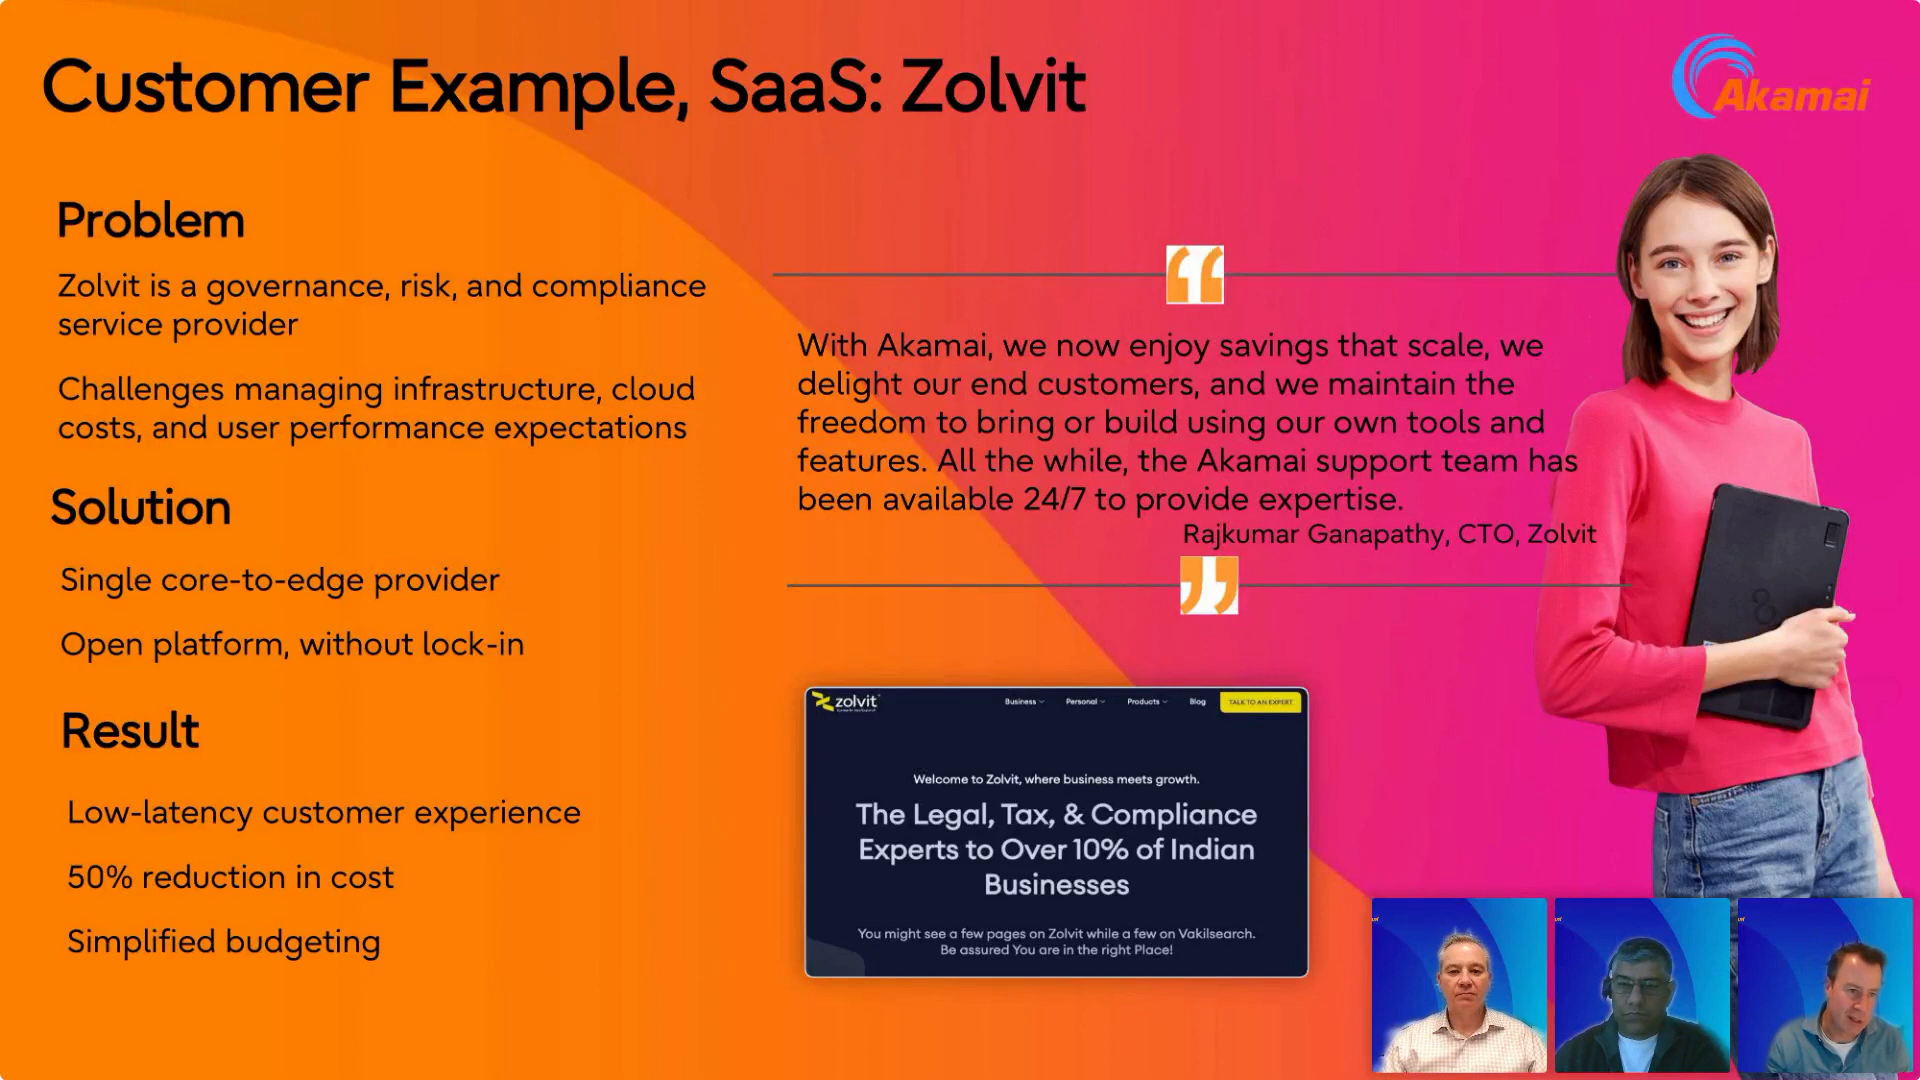 Customer Example, SaaS: Zolvit
Akamai
Problem
Zolvit is a governance, risk, and compliance
service provider
Challenges managing infrastructure, cloud
costs, and user performance expectations
Solution
Single core-to-edge provider
Open platform, without lock-in
Result
Low-latency customer experience
50% reduction in cost
Simplified budgeting
“
With Akamai, we now enjoy savings that scale, we
delight our end customers, and we maintain the
freedom to bring or build using our own tools and
features. All the while, the Akamai support team has
been available 24/7 to provide expertise.
Rajkumar Ganapathy, CTO, Zolvit
”
zolvit
Business Personal Products Blog TALK TO AN EXPERT
Welcome to Zolvit, where business meets growth.
The Legal, Tax, & Compliance
Experts to Over 10% of Indian
Businesses
You might see a few pages on Zolvit while a few on Vakilsearch.
Be assured You are in the right Place!